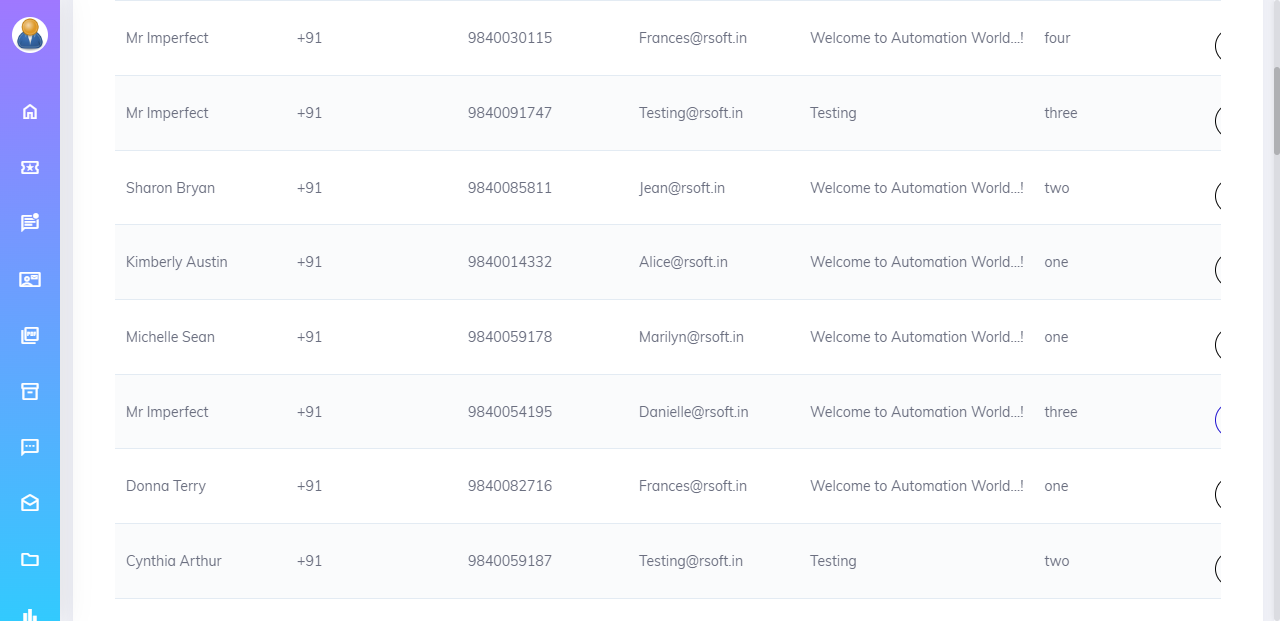 Mr Imperfect +91 9840030115 Frances@rsoft.in Welcome to Automation World...! four
Mr Imperfect +91 9840091747 Testing@rsoft.in Testing three
Sharon Bryan +91 9840085811 Jean@rsoft.in Welcome to Automation World...! two
Kimberly Austin +91 9840014332 Alice@rsoft.in Welcome to Automation World...! one
Michelle Sean +91 9840059178 Marilyn@rsoft.in Welcome to Automation World...! one
Mr Imperfect +91 9840054195 Danielle@rsoft.in Welcome to Automation World...! three
Donna Terry +91 9840082716 Frances@rsoft.in Welcome to Automation World...! one
Cynthia Arthur +91 9840059187 Testing@rsoft.in Testing two